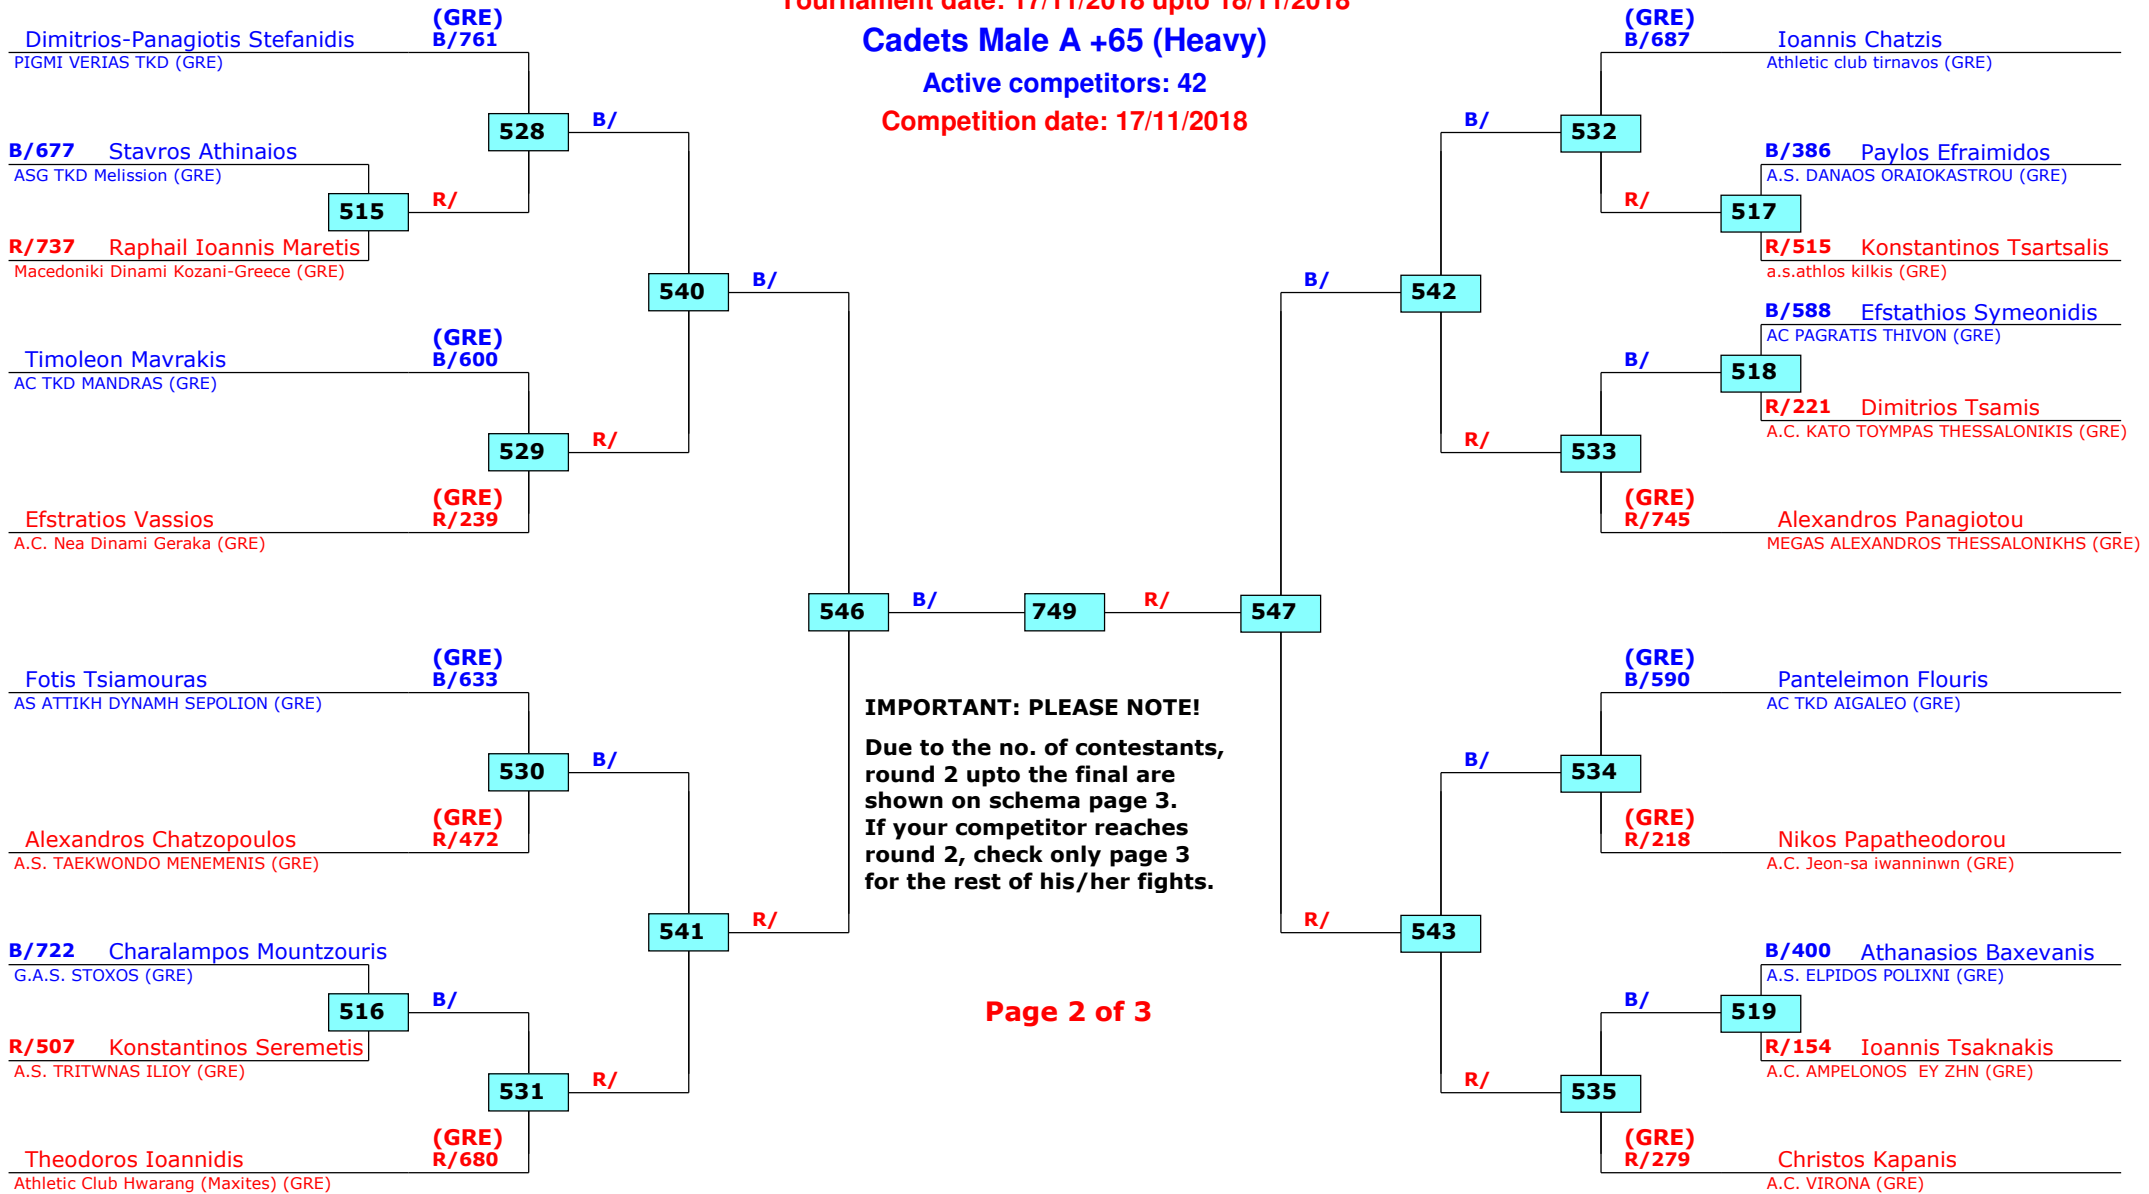 Tournament date: 17/11/2018 upto 18/11/2018
Cadets Male A +65 (Heavy)
Active competitors: 42
Competition date: 17/11/2018
(GRE)
Dimitrios-Panagiotis Stefanidis B/761
PIGMI VERIAS TKD (GRE)
528 B/
B/677 Stavros Athinaios
ASG TKD Melission (GRE)
515 R/
R/737 Raphail Ioannis Maretis
Macedoniki Dinami Kozani-Greece (GRE)
540 B/
(GRE)
Timoleon Mavrakis B/600
AC TKD MANDRAS (GRE)
529 R/
(GRE)
Efstratios Vassios R/239
A.C. Nea Dinami Geraka (GRE)
546 B/ 749 R/ 547
(GRE)
Fotis Tsiamouras B/633
AS ATTIKH DYNAMH SEPOLION (GRE)
530 B/
(GRE)
Alexandros Chatzopoulos R/472
A.S. TAEKWONDO MENEMENIS (GRE)
541 R/
B/722 Charalampos Mountzouris
G.A.S. STOXOS (GRE)
516 B/
R/507 Konstantinos Seremetis
A.S. TRITWNAS ILIOY (GRE)
531 R/
(GRE)
Theodoros Ioannidis R/680
Athletic Club Hwarang (Maxites) (GRE)
IMPORTANT: PLEASE NOTE!
Due to the no. of contestants,
round 2 upto the final are
shown on schema page 3.
If your competitor reaches
round 2, check only page 3
for the rest of his/her fights.
Page 2 of 3
(GRE)
B/687 Ioannis Chatzis
Athletic club tirnavos (GRE)
B/ 532
B/386 Paylos Efraimidos
A.S. DANAOS ORAIOKASTROU (GRE)
R/ 517
R/515 Konstantinos Tsartsalis
a.s.athlos kilkis (GRE)
B/ 542
B/588 Efstathios Symeonidis
AC PAGRATIS THIVON (GRE)
B/ 518
R/221 Dimitrios Tsamis
A.C. KATO TOYMPAS THESSALONIKIS (GRE)
R/ 533
(GRE)
R/745 Alexandros Panagiotou
MEGAS ALEXANDROS THESSALONIKHS (GRE)
(GRE)
B/590 Panteleimon Flouris
AC TKD AIGALEO (GRE)
B/ 534
(GRE)
R/218 Nikos Papatheodorou
A.C. Jeon-sa iwanninwn (GRE)
R/ 543
B/400 Athanasios Baxevanis
A.S. ELPIDOS POLIXNI (GRE)
B/ 519
R/154 Ioannis Tsaknakis
A.C. AMPELONOS EY ZHN (GRE)
R/ 535
(GRE)
R/279 Christos Kapanis
A.C. VIRONA (GRE)